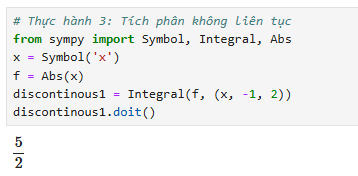 # Thực hành 3: Tích phân không liên tục
from sympy import Symbol, Integral, Abs
x = Symbol('x')
f = Abs(x)
discontinous1 = Integral(f, (x, -1, 2))
discontinous1.doit()
5
2